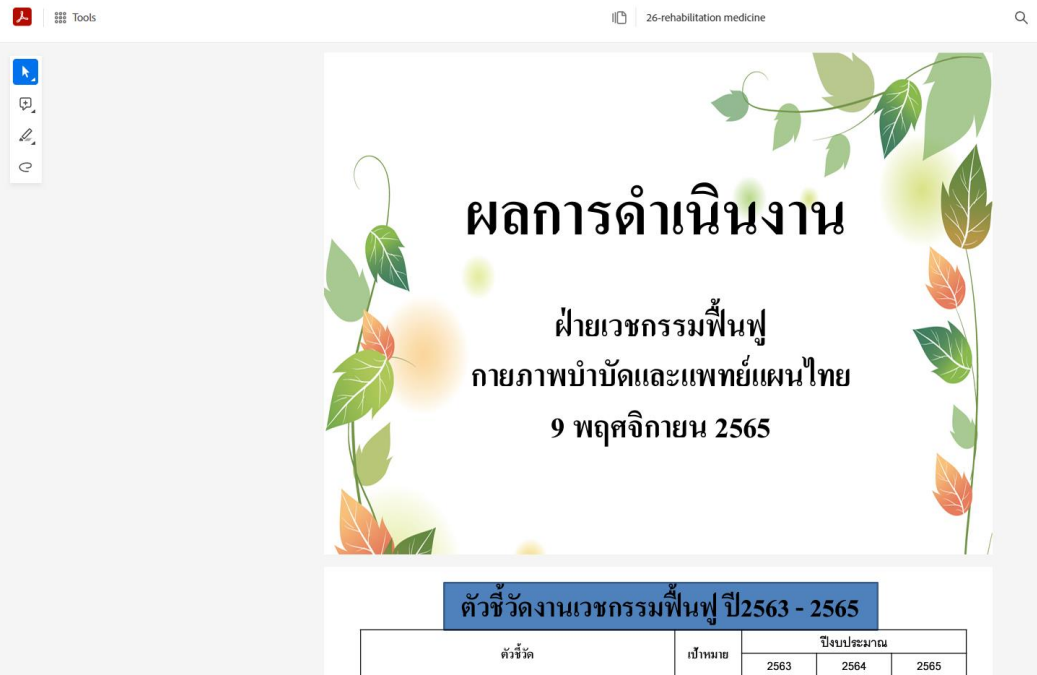 Tools
26-rehabilitation medicine
ผลการดำเนินงาน
ฝ่ายเวชกรรมฟื้นฟู
กายภาพบำบัดและแพทย์แผนไทย
9 พฤศจิกายน 2565
ตัวชี้วัดงานเวชกรรมฟื้นฟู ปี2563 - 2565
ตัวชี้วัด
เป้าหมาย
ปีงบประมาณ
2563 2564 2565